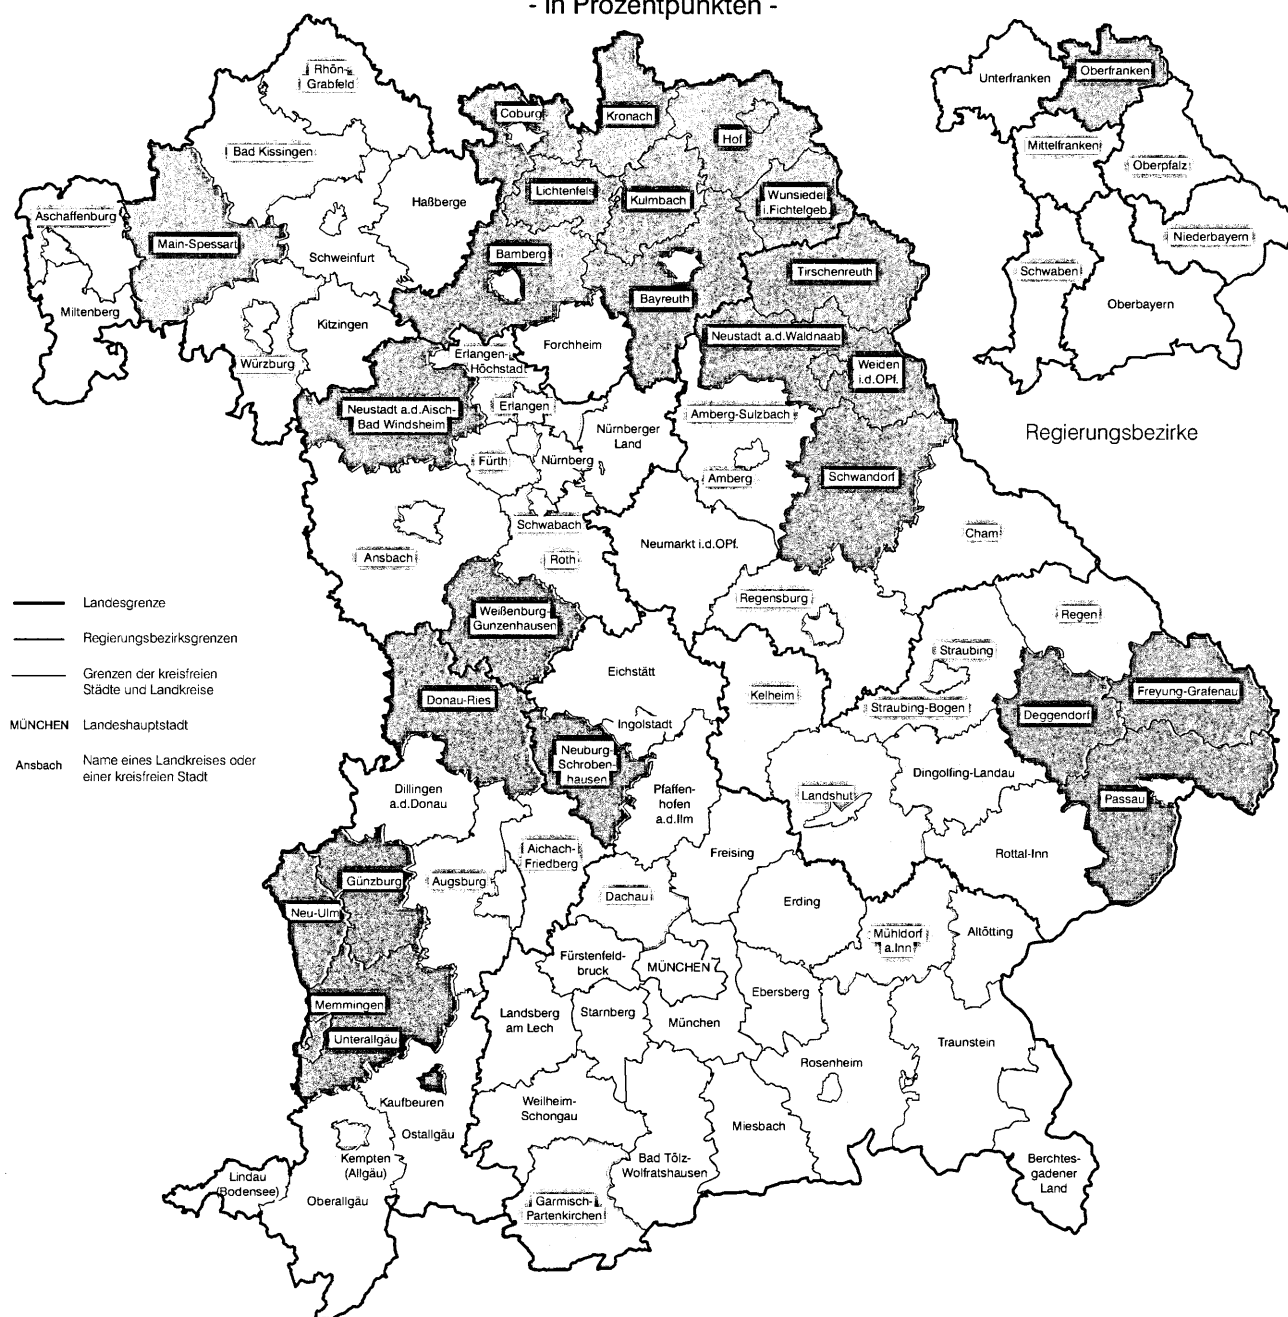 - in Prozentpunkten -
Rhön-
Grabfeld
Coburg
Kronach
Hof
Bad Kissingen
Lichtenfels
Kulmbach
Wunsiedel
i.Fichtelgeb.
Aschaffenburg
Haßberge
Main-Spessart
Schweinfurt
Bamberg
Tirschenreuth
Miltenberg
Kitzingen
Bayreuth
Neustadt a.d.Waldnaab
Würzburg
Erlangen-
Höchstadt
Forchheim
Weiden
i.d.OPf.
Neustadt a.d.Aisch-
Bad Windsheim
Erlangen
Amberg-Sulzbach
Nürnberger
Land
Fürth
Nürnberg
Amberg
Schwandorf
Schwabach
Ansbach
Roth
Neumarkt i.d.OPf.
Cham
Regensburg
Weißenburg-
Gunzenhausen
Regen
Straubing
Eichstätt
Donau-Ries
Kelheim
Straubing-Bogen
Freyung-Grafenau
Deggendorf
Ingolstadt
Neuburg-
Schroben-
hausen
Dillingen
a.d.Donau
Pfaffen-
hofen
a.d.Ilm
Landshut
Dingolfing-Landau
Passau
Aichach-
Friedberg
Freising
Rottal-Inn
Günzburg
Augsburg
Dachau
Erding
Neu-Ulm
Mühldorf
a.Inn
Altötting
Fürstenfeld-
bruck
MÜNCHEN
Ebersberg
Memmingen
Landsberg
am Lech
Starnberg
München
Unterallgäu
Rosenheim
Traunstein
Kaufbeuren
Weilheim-
Schongau
Ostallgäu
Miesbach
Kempten
(Allgäu)
Bad Tölz-
Wolfratshausen
Berchtes-
gadener
Land
Lindau
(Bodensee)
Oberallgäu
Garmisch-
Partenkirchen
Unterfranken
Oberfranken
Mittelfranken
Oberpfalz
Niederbayern
Schwaben
Oberbayern
Regierungsbezirke
Landesgrenze
Regierungsbezirksgrenzen
Grenzen der kreisfreien
Städte und Landkreise
MÜNCHEN Landeshauptstadt
Ansbach Name eines Landkreises oder
einer kreisfreien Stadt